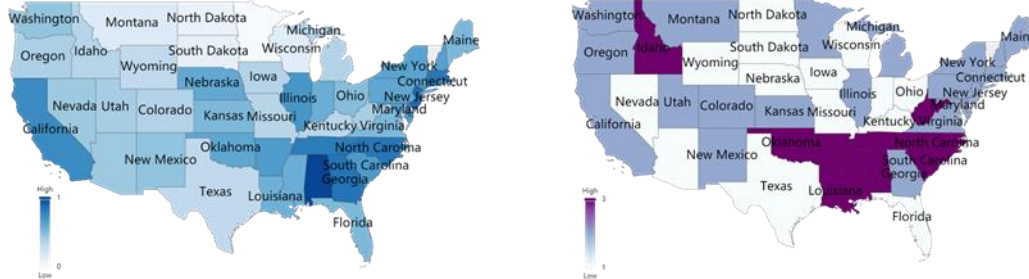 Washington
Montana
North Dakota
Michigan
Maine
Oregon
Idaho
South Dakota
Wisconsin
Wyoming
New York
Connecticut
Nebraska
Iowa
Illinois
Ohio
New Jersey
Maryland
Nevada
Utah
Colorado
Kansas
Missouri
Kentucky
Virginia
California
Oklahoma
North Carolina
New Mexico
South Carolina
Georgia
Texas
Louisiana
Florida
High
1
0
Low
Washington
Montana
North Dakota
Michigan
Main
Oregon
Idaho
South Dakota
Wisconsin
Wyoming
New York
Connecticut
Nebraska
Iowa
Illinois
Ohio
New Jersey
Maryland
Nevada
Utah
Colorado
Kansas
Missouri
Kentucky
Virginia
California
Oklahoma
North Carolina
New Mexico
South Carolina
Georgia
Texas
Louisiana
Florida
High
3
1
Low